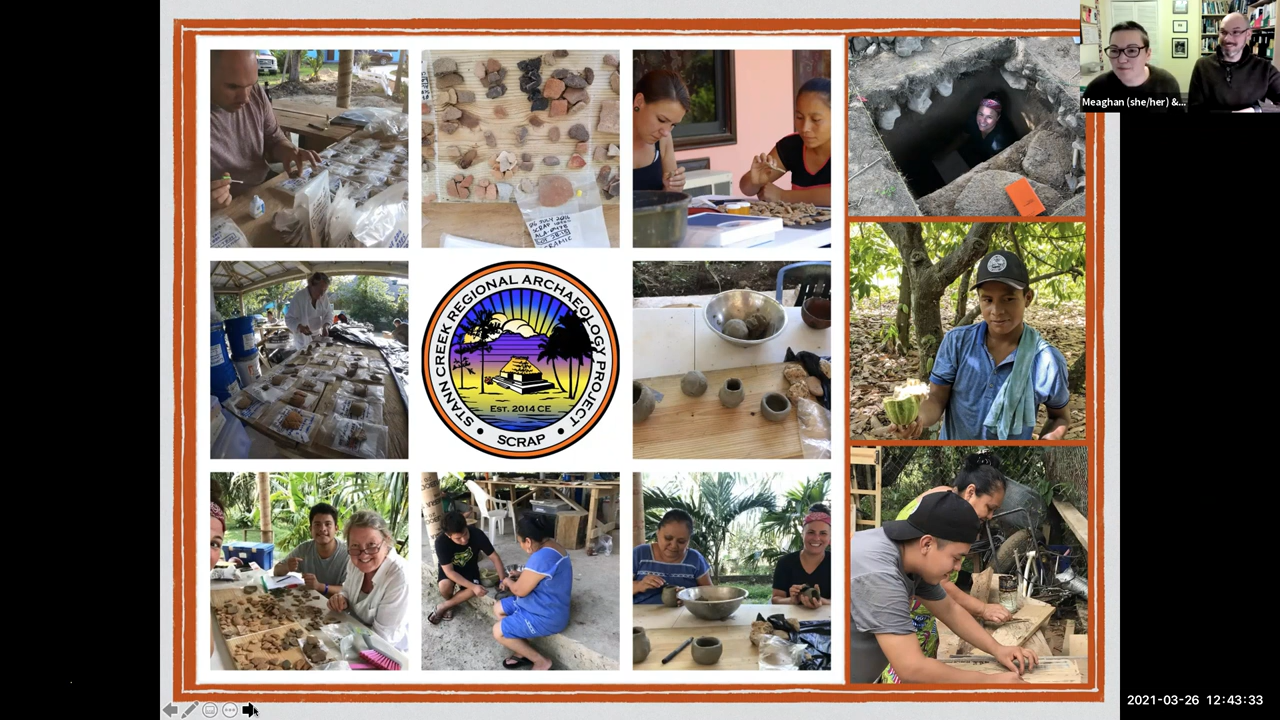 Meaghan (she/her) &...
STANN CREEK REGIONAL ARCHAEOLOGY PROJECT
EST. 2014 CE
SCRAP
2021-03-26 12:43:33